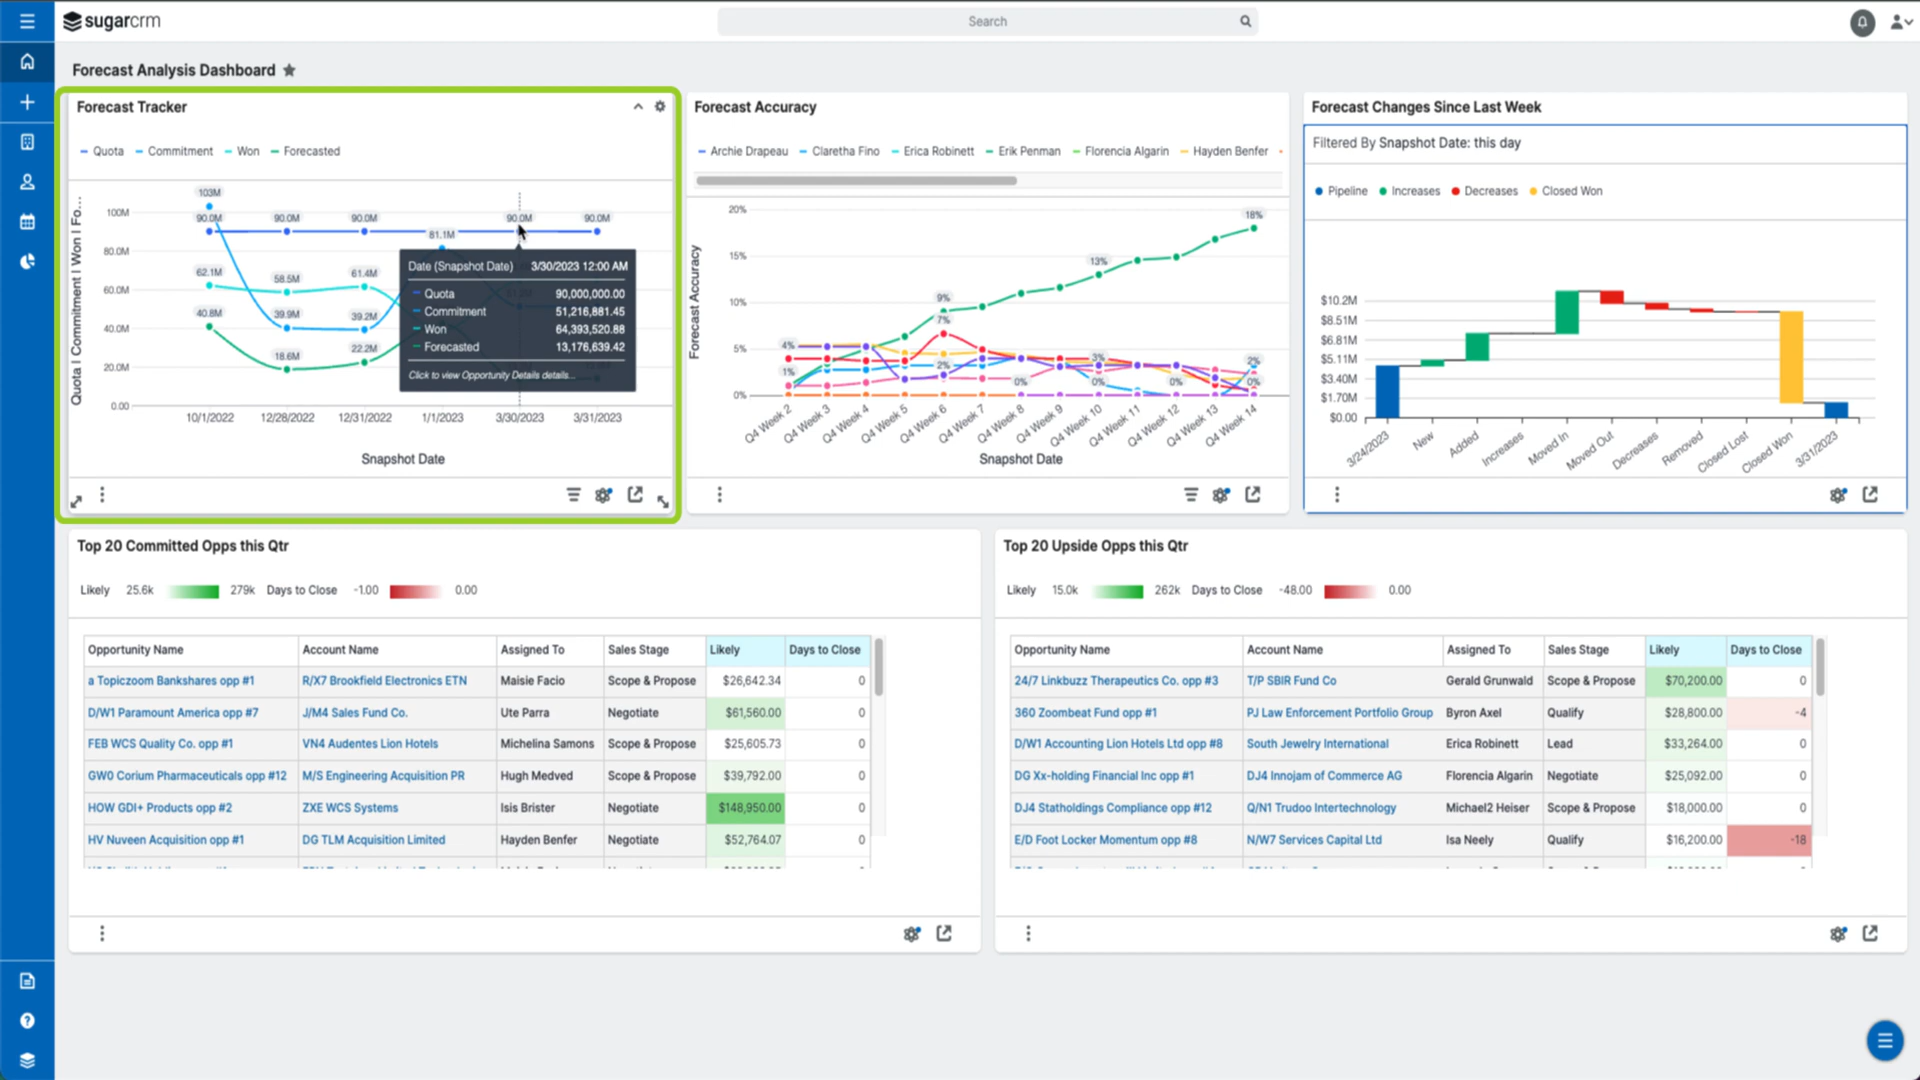 sugarcrm
Search
Forecast Analysis Dashboard
Forecast Tracker
Quota Commitment Won Forecasted
Quota | Commitment | Won | Fo...
100M
80.0M
60.0M
40.0M
20.0M
0.00
103M
90.0M 90.0M 90.0M 90.0M 90.0M
81.1M
62.1M 58.5M 61.4M
40.8M 39.9M 39.2M
18.6M 22.2M
Date (Snapshot Date) 3/30/2023 12:00 AM
Quota 90,000,000.00
Commitment 51,216,881.45
Won 64,393,520.88
Forecasted 13,176,639.42
Click to view Opportunity Details details...
10/1/2022 12/28/2022 12/31/2022 1/1/2023 3/30/2023 3/31/2023
Snapshot Date
Forecast Accuracy
Archie Drapeau Claretha Fino Erica Robinett Erik Penman Florencia Algarin Hayden Benfer
Forecast Accuracy
20%
15%
10%
5%
0%
18%
13%
9%
7%
4% 3% 2%
1% 2% 0% 0% 0% 0%
Q4 Week 2 Q4 Week 3 Q4 Week 4 Q4 Week 5 Q4 Week 6 Q4 Week 7 Q4 Week 8 Q4 Week 9 Q4 Week 10 Q4 Week 11 Q4 Week 12 Q4 Week 13 Q4 Week 14
Snapshot Date
Forecast Changes Since Last Week
Filtered By Snapshot Date: this day
Pipeline Increases Decreases Closed Won
$10.2M
$8.51M
$6.81M
$5.11M
$3.40M
$1.70M
$0.00
3/24/2023 New Added Increases Moved In Moved Out Decreases Removed Closed Lost Closed Won 3/31/2023
Top 20 Committed Opps this Qtr
Likely 25.6k 279k Days to Close -1.00 0.00
Opportunity Name Account Name Assigned To Sales Stage Likely Days to Close
a Topiczoom Bankshares opp #1 R/X7 Brookfield Electronics ETN Maisie Facio Scope & Propose $26,642.34 0
D/W1 Paramount America opp #7 J/M4 Sales Fund Co. Ute Parra Negotiate $61,560.00 0
FEB WCS Quality Co. opp #1 VN4 Audentes Lion Hotels Michelina Samons Scope & Propose $25,605.73 0
GW0 Corium Pharmaceuticals opp #12 M/S Engineering Acquisition PR Hugh Medved Scope & Propose $39,792.00 0
HOW GDI+ Products opp #2 ZXE WCS Systems Isis Brister Negotiate $148,950.00 0
HV Nuveen Acquisition opp #1 DG TLM Acquisition Limited Hayden Benfer Negotiate $52,764.07 0
Top 20 Upside Opps this Qtr
Likely 15.0k 262k Days to Close -48.00 0.00
Opportunity Name Account Name Assigned To Sales Stage Likely Days to Close
24/7 Linkbuzz Therapeutics Co. opp #3 T/P SBIR Fund Co Gerald Grunwald Scope & Propose $70,200.00 0
360 Zoombeat Fund opp #1 PJ Law Enforcement Portfolio Group Byron Axel Qualify $28,800.00 -4
D/W1 Accounting Lion Hotels Ltd opp #8 South Jewelry International Erica Robinett Lead $33,264.00 0
DG Xx-holding Financial Inc opp #1 DJ4 Innojam of Commerce AG Florencia Algarin Negotiate $25,092.00 0
DJ4 Statholdings Compliance opp #12 Q/N1 Trudoo Intertechnology Michael2 Heiser Scope & Propose $18,000.00 0
E/D Foot Locker Momentum opp #8 N/W7 Services Capital Ltd Isa Neely Qualify $16,200.00 -18